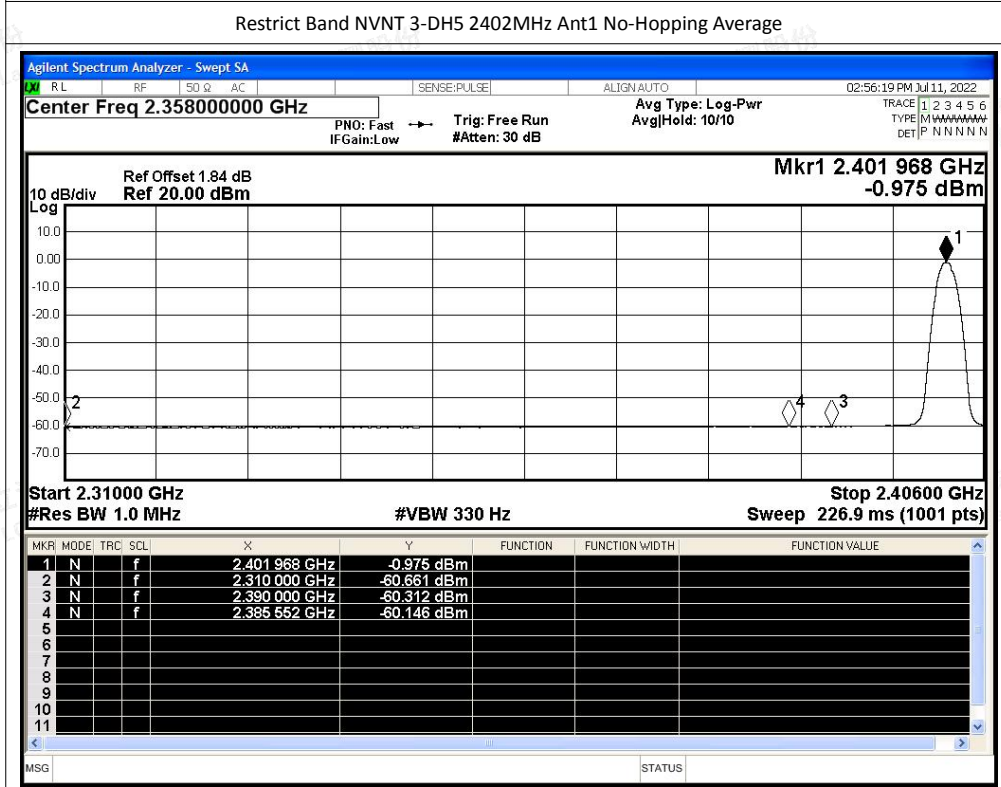 Restrict Band NVNT 3-DH5 2402MHz Ant1 No-Hopping Average
Agilent Spectrum Analyzer - Swept SA
LXI RL RF 50 Ω AC SENSE:PULSE ALIGN AUTO 02:56:19 PM Jul 11, 2022
Center Freq 2.358000000 GHz Avg Type: Log-Pwr TRACE 1 2 3 4 5 6
PNO: Fast Trig: Free Run Avg|Hold: 10/10 TYPE M WWWWW
IFGain:Low #Atten: 30 dB DET P N N N N N
Mkr1 2.401 968 GHz
Ref Offset 1.84 dB
10 dB/div Ref 20.00 dBm -0.975 dBm
Log
10.0
1
0.00
-10.0
-20.0
-30.0
-40.0
-50.0
2 4 3
-60.0
-70.0
Start 2.31000 GHz Stop 2.40600 GHz
#Res BW 1.0 MHz #VBW 330 Hz Sweep 226.9 ms (1001 pts)
MKR MODE TRC SCL X Y FUNCTION FUNCTION WIDTH FUNCTION VALUE
1 N f 2.401 968 GHz -0.975 dBm
2 N f 2.310 000 GHz -60.661 dBm
3 N f 2.390 000 GHz -60.312 dBm
4 N f 2.385 552 GHz -60.146 dBm
5
6
7
8
9
10
11
MSG STATUS